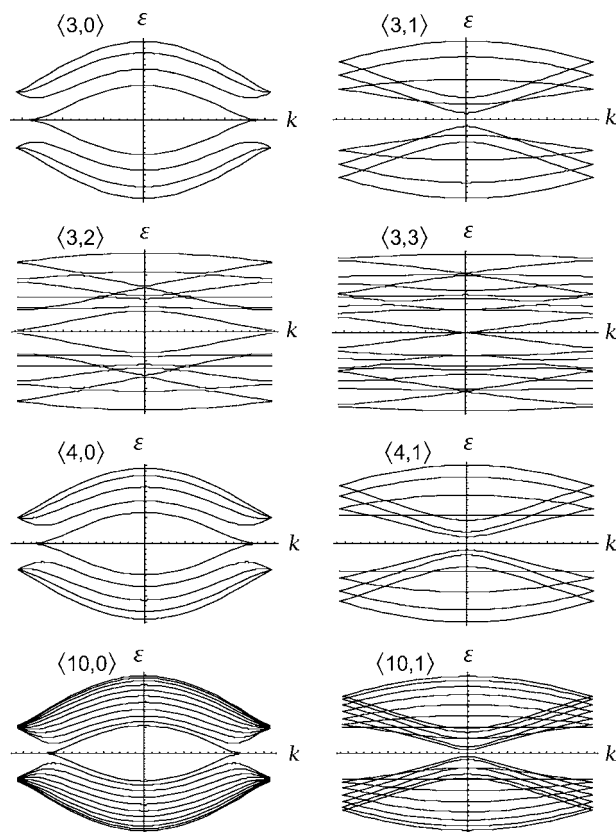 ε ε
⟨3,0⟩ ⟨3,1⟩
k k
ε ε
⟨3,2⟩ ⟨3,3⟩
k k
ε ε
⟨4,0⟩ ⟨4,1⟩
k k
ε ε
⟨10,0⟩ ⟨10,1⟩
k k